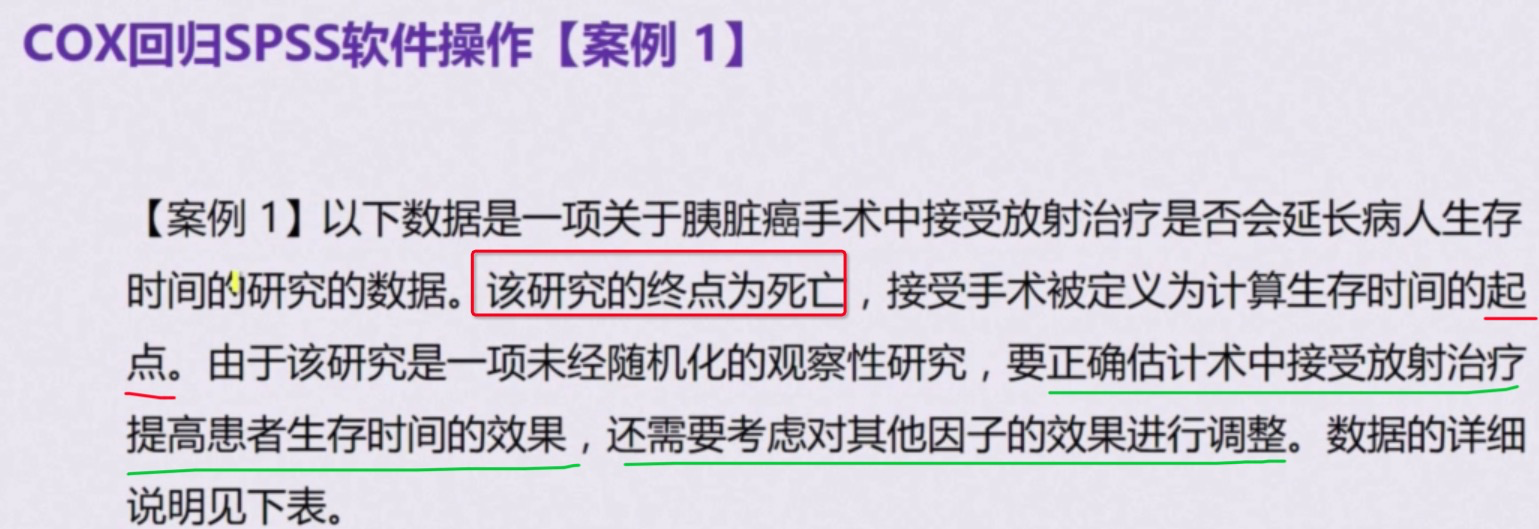 COX回归SPSS软件操作【案例 1】
【案例 1】以下数据是一项关于胰脏癌手术中接受放射治疗是否会延长病人生存
时间的研究的数据。该研究的终点为死亡，接受手术被定义为计算生存时间的起
点。由于该研究是一项未经随机化的观察性研究，要正确估计术中接受放射治疗
提高患者生存时间的效果，还需要考虑对其他因子的效果进行调整。数据的详细
说明见下表。